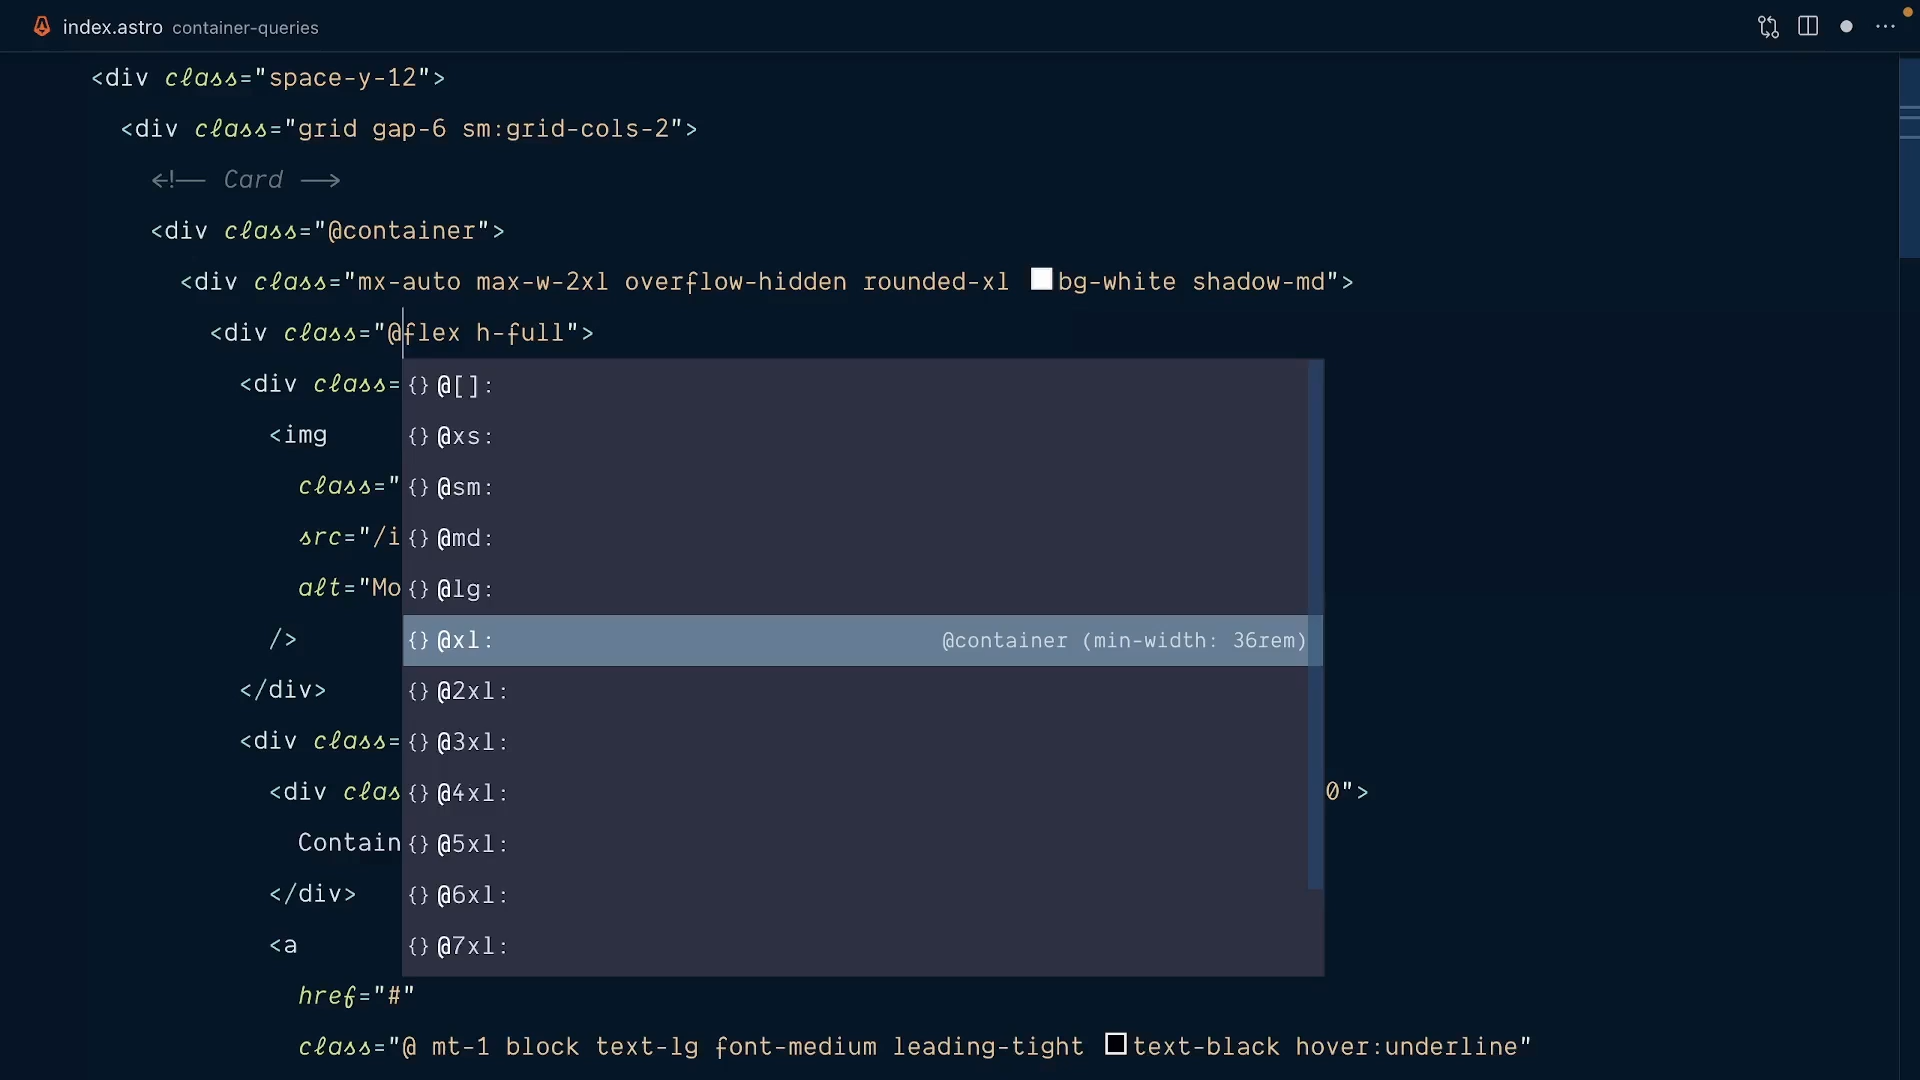 index.astro container-queries
<div class="space-y-12">
<div class="grid gap-6 sm:grid-cols-2">
<!-- Card -->
<div class="@container">
<div class="mx-auto max-w-2xl overflow-hidden rounded-xl bg-white shadow-md">
<div class="@flex h-full">
<div class= {} @[]:
<img {} @xs:
class=" {} @sm:
src="/i {} @md:
alt="Mo {} @lg:
/> {} @xl: @container (min-width: 36rem)
</div> {} @2xl:
<div class= {} @3xl:
<div clas {} @4xl: 0">
Contain {} @5xl:
</div> {} @6xl:
<a {} @7xl:
href="#"
class="@ mt-1 block text-lg font-medium leading-tight text-black hover:underline"